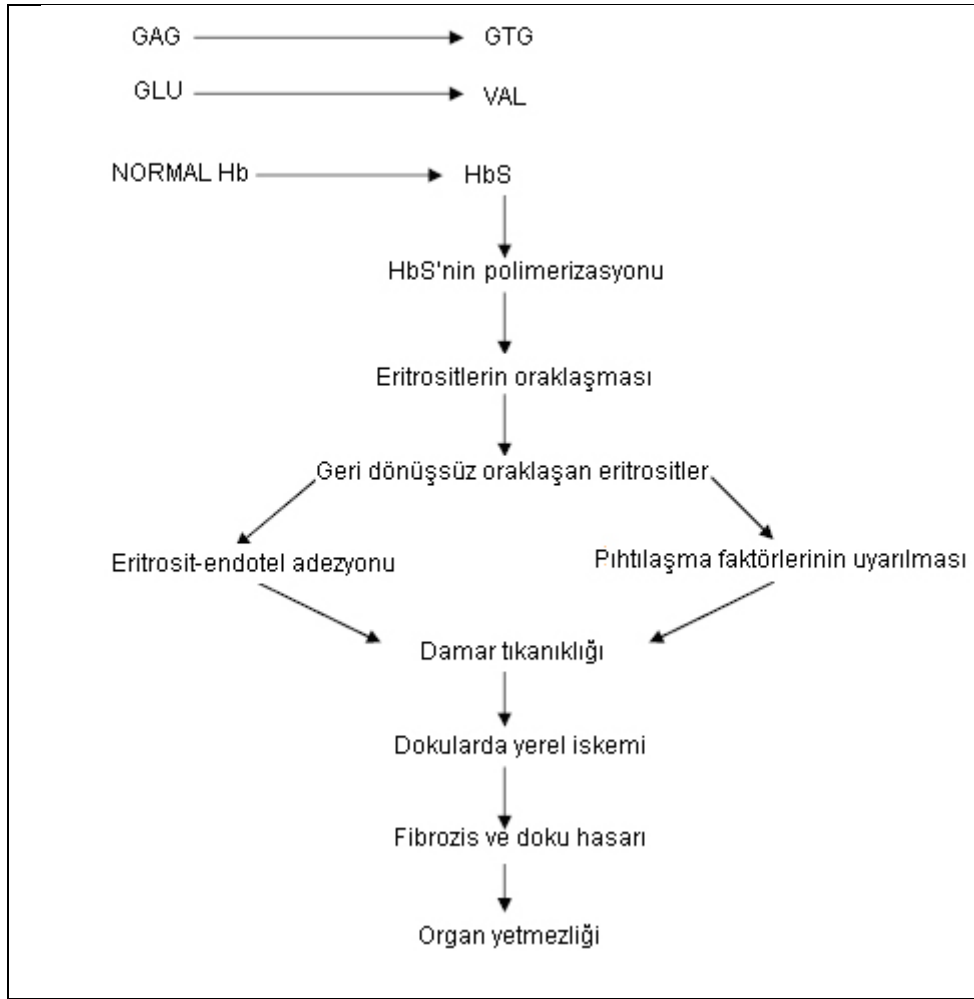 GAG GTG
GLU VAL
NORMAL Hb HbS
HbS'nin polimerizasyonu
Eritrositlerin oraklaşması
Geri dönüşsüz oraklaşan eritrositler
Eritrosit-endotel adezyonu Pıhtılaşma faktörlerinin uyarılması
Damar tıkanıklığı
Dokularda yerel iskemi
Fibrozis ve doku hasarı
Organ yetmezliği